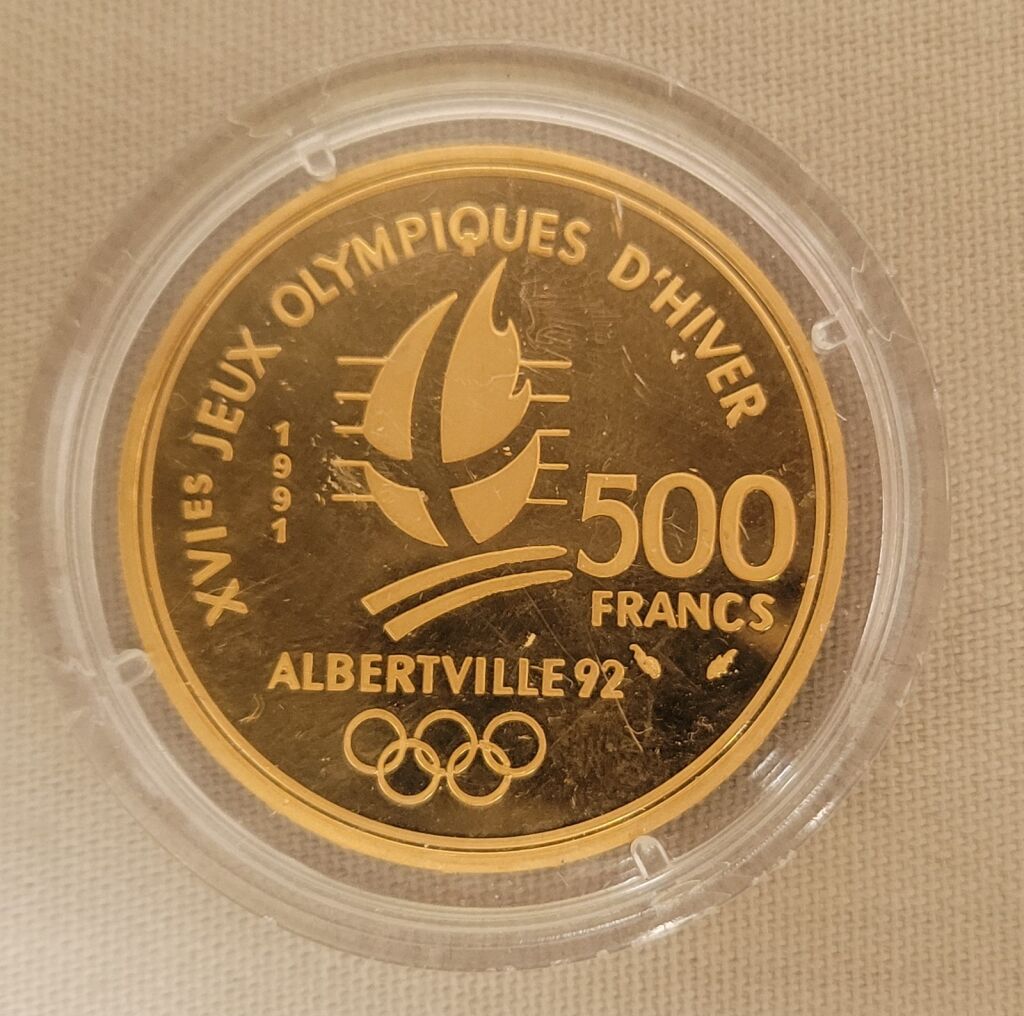 XVIES JEUX OLYMPIQUES D'HIVER
1991
500
FRANCS
ALBERTVILLE 92